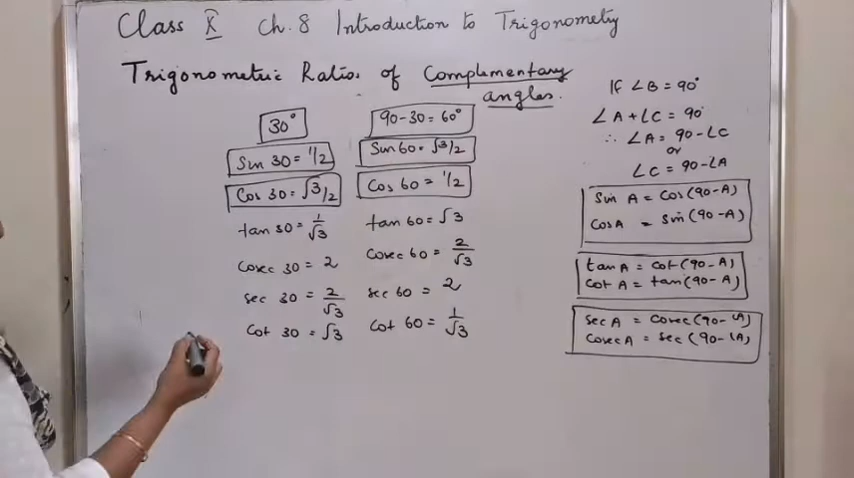 Class X Ch.8 Introduction to Trigonometry
Trigonometric Ratios of Complementary
angles.
30°
90-30=60°
Sin 30 = 1/2
Sin 60 = √3/2
Cos 30 = √3/2
Cos 60 = 1/2
tan 30 = 1/√3
tan 60 = √3
Cosec 30 = 2
Cosec 60 = 2/√3
sec 30 = 2/√3
sec 60 = 2
Cot 30 = √3
Cot 60 = 1/√3
If ∠B = 90°
∠A + ∠C = 90°
∴ ∠A = 90-∠C
or
∠C = 90-∠A
Sin A = Cos(90-A)
Cos A = Sin(90-A)
tan A = cot(90-A)
Cot A = tan(90-A)
Sec A = Cosec(90-∠A)
Cosec A = sec(90-∠A)